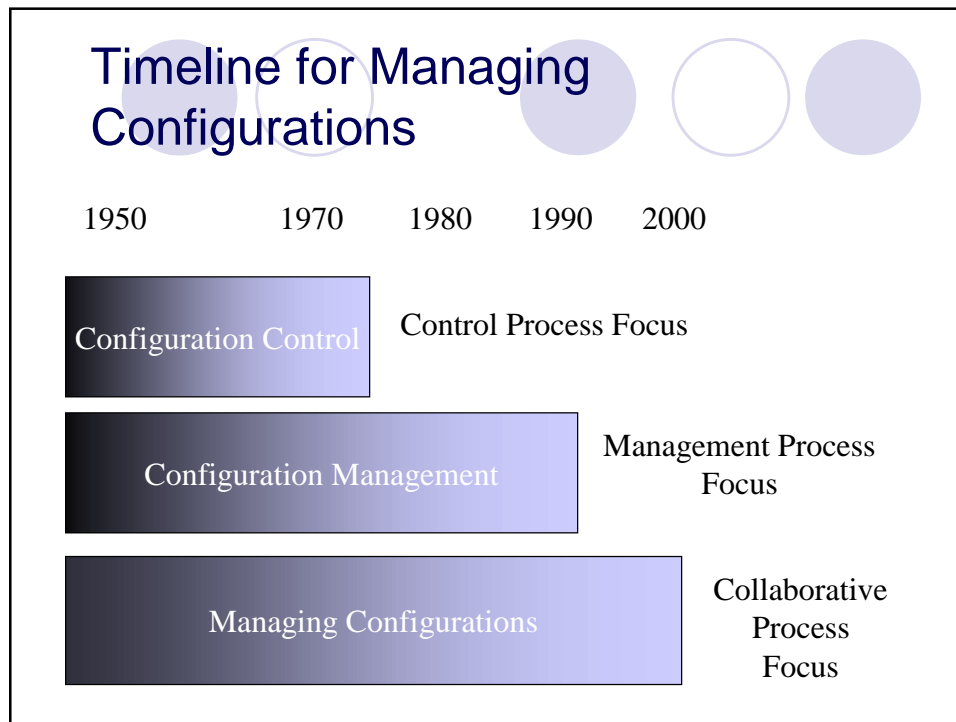 Timeline for Managing
Configurations
1950 1970 1980 1990 2000
Configuration Control
Control Process Focus
Configuration Management
Management Process
Focus
Managing Configurations
Collaborative
Process
Focus